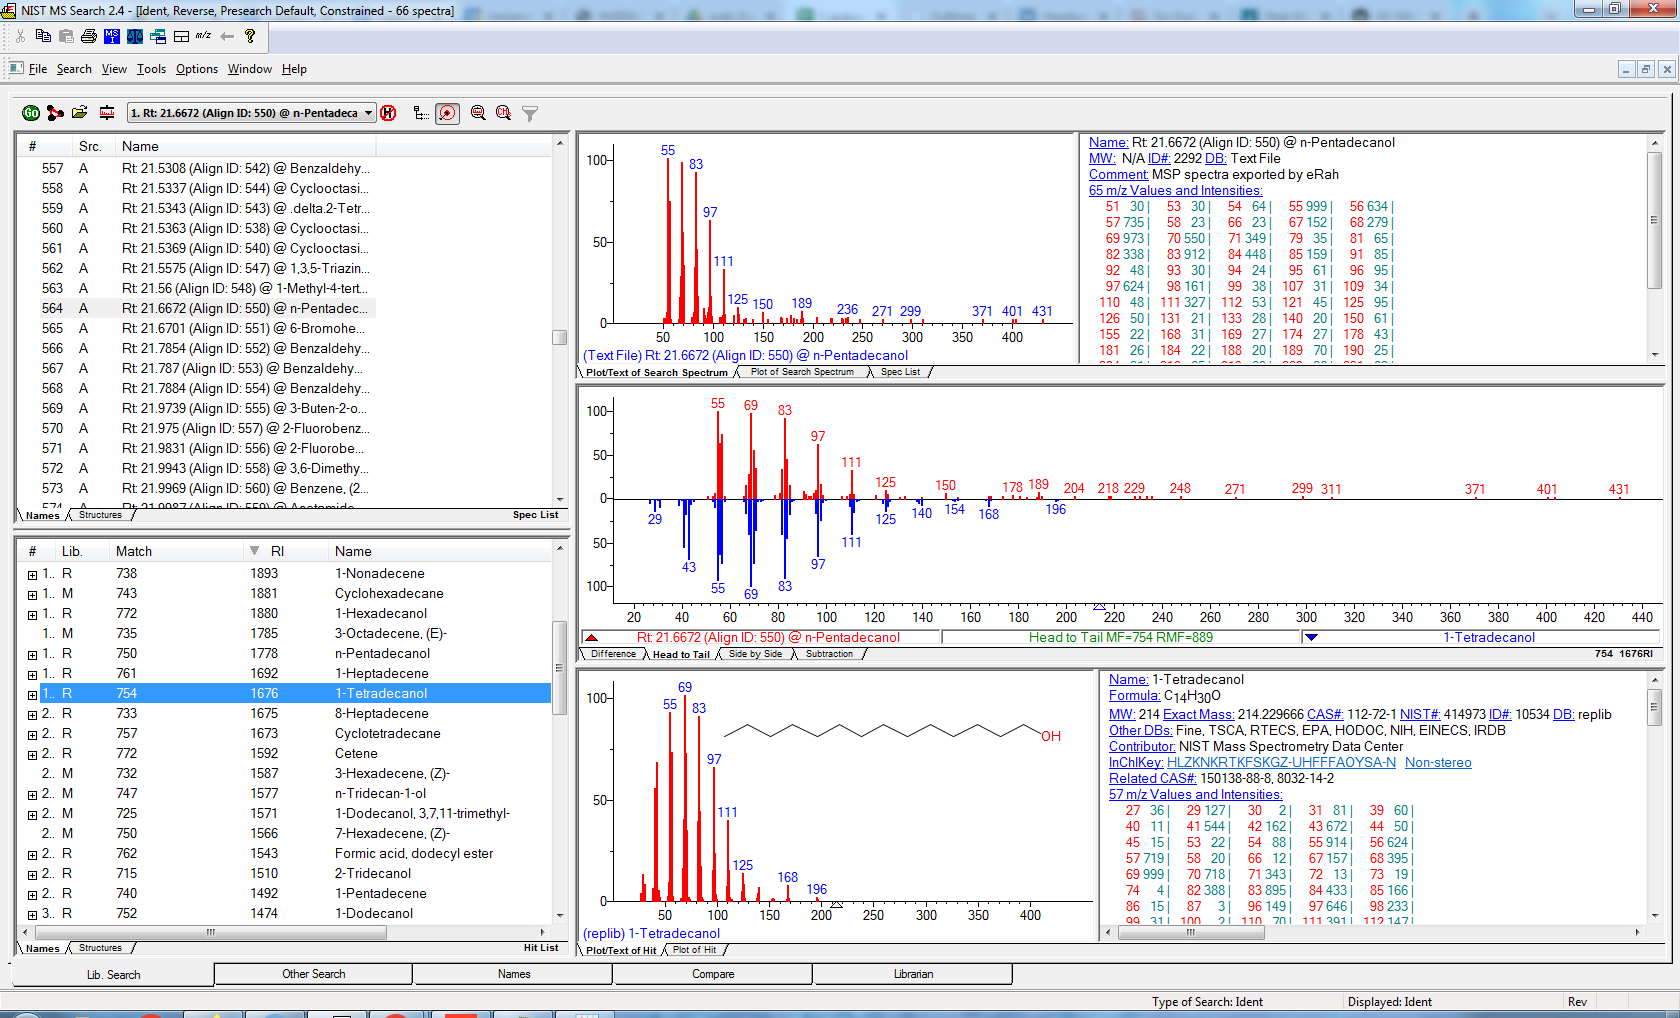 NIST MS Search 2.4 - [Ident, Reverse, Presearch Default, Constrained - 66 spectra]
File Search View Tools Options Window Help
1. Rt: 21.6672 (Align ID: 550) @ n-Pentadeca
# Src. Name
557 A Rt: 21.5308 (Align ID: 542) @ Benzaldehy...
558 A Rt: 21.5337 (Align ID: 544) @ Cyclooctasi...
559 A Rt: 21.5343 (Align ID: 543) @ .delta.2-Tetr...
560 A Rt: 21.5363 (Align ID: 538) @ Cyclooctasi...
561 A Rt: 21.5369 (Align ID: 540) @ Cyclooctasi...
562 A Rt: 21.5575 (Align ID: 547) @ 1,3,5-Triazin...
563 A Rt: 21.56 (Align ID: 548) @ 1-Methyl-4-tert...
564 A Rt: 21.6672 (Align ID: 550) @ n-Pentadec...
565 A Rt: 21.6701 (Align ID: 551) @ 6-Bromohe...
566 A Rt: 21.7854 (Align ID: 552) @ Benzaldehy...
567 A Rt: 21.787 (Align ID: 553) @ Benzaldehy...
568 A Rt: 21.7884 (Align ID: 554) @ Benzaldehy...
569 A Rt: 21.9739 (Align ID: 555) @ 3-Buten-2-o...
570 A Rt: 21.975 (Align ID: 557) @ 2-Fluorobenz...
571 A Rt: 21.9831 (Align ID: 556) @ 2-Fluorobe...
572 A Rt: 21.9943 (Align ID: 558) @ 3,6-Dimethy...
573 A Rt: 21.9969 (Align ID: 560) @ Benzene, (2...
Names Structures Spec List
# Lib. Match RI Name
1.. R 738 1893 1-Nonadecene
1.. M 743 1881 Cyclohexadecane
1.. R 772 1880 1-Hexadecanol
1.. M 735 1785 3-Octadecene, (E)-
1.. R 750 1778 n-Pentadecanol
1.. R 761 1692 1-Heptadecene
1.. R 754 1676 1-Tetradecanol
2.. R 733 1675 8-Heptadecene
2.. R 757 1673 Cyclotetradecane
2.. R 772 1592 Cetene
2.. M 732 1587 3-Hexadecene, (Z)-
2.. M 747 1577 n-Tridecan-1-ol
2.. M 725 1571 1-Dodecanol, 3,7,11-trimethyl-
2.. M 750 1566 7-Hexadecene, (Z)-
2.. R 762 1543 Formic acid, dodecyl ester
2.. R 715 1510 2-Tridecanol
2.. R 740 1492 1-Pentadecene
3.. R 752 1474 1-Dodecanol
Names Structures Hit List
100 50 0
55 83 97 111 125 150 189 236 271 299 371 401 431
50 100 150 200 250 300 350 400
(Text File) Rt: 21.6672 (Align ID: 550) @ n-Pentadecanol
Plot/Text of Search Spectrum Plot of Search Spectrum Spec List
Name: Rt: 21.6672 (Align ID: 550) @ n-Pentadecanol
MW: N/A ID#: 2292 DB: Text File
Comment: MSP spectra exported by eRah
65 m/z Values and Intensities:
51 30 | 53 30 | 54 64 | 55 999 | 56 634 |
57 735 | 58 23 | 66 23 | 67 152 | 68 279 |
69 973 | 70 550 | 71 349 | 79 35 | 81 65 |
82 338 | 83 912 | 84 448 | 85 159 | 91 85 |
92 48 | 93 30 | 94 24 | 95 61 | 96 95 |
97 624 | 98 161 | 99 38 | 107 31 | 109 34 |
110 48 | 111 327 | 112 53 | 121 45 | 125 95 |
126 50 | 131 21 | 133 28 | 140 20 | 150 61 |
155 22 | 168 31 | 169 27 | 174 27 | 178 43 |
181 26 | 184 22 | 188 20 | 189 70 | 190 25 |
100 50 0 50 100
55 69 83 97 111 125 150 178 189 204 218 229 248 271 299 311 371 401 431
29 43 55 69 83 97 111 125 140 154 168 196
20 40 60 80 100 120 140 160 180 200 220 240 260 280 300 320 340 360 380 400 420 440
Rt: 21.6672 (Align ID: 550) @ n-Pentadecanol Head to Tail MF=754 RMF=889 1-Tetradecanol
Difference Head to Tail Side by Side Subtraction 754 1676RI
100 50 0
55 69 83 97 111 125 168 196
OH
50 100 150 200 250 300 350 400
(replib) 1-Tetradecanol
Plot/Text of Hit Plot of Hit
Name: 1-Tetradecanol
Formula: C14H30O
MW: 214 Exact Mass: 214.229666 CAS#: 112-72-1 NIST#: 414973 ID#: 10534 DB: replib
Other DBs: Fine, TSCA, RTECS, EPA, HODOC, NIH, EINECS, IRDB
Contributor: NIST Mass Spectrometry Data Center
InChIKey: HLZKNKRTKFSKGZ-UHFFFAOYSA-N Non-stereo
Related CAS#: 150138-88-8, 8032-14-2
57 m/z Values and Intensities:
27 36 | 29 127 | 30 2 | 31 81 | 39 60 |
40 11 | 41 544 | 42 162 | 43 672 | 44 50 |
45 15 | 53 22 | 54 88 | 55 914 | 56 624 |
57 719 | 58 20 | 66 12 | 67 157 | 68 395 |
69 999 | 70 718 | 71 343 | 72 13 | 73 19 |
74 4 | 82 388 | 83 895 | 84 433 | 85 166 |
86 15 | 87 3 | 96 149 | 97 646 | 98 233 |
99 31 | 100 2 | 110 70 | 111 391 | 112 147 |
Lib. Search Other Search Names Compare Librarian
Type of Search: Ident Displayed: Ident Rev